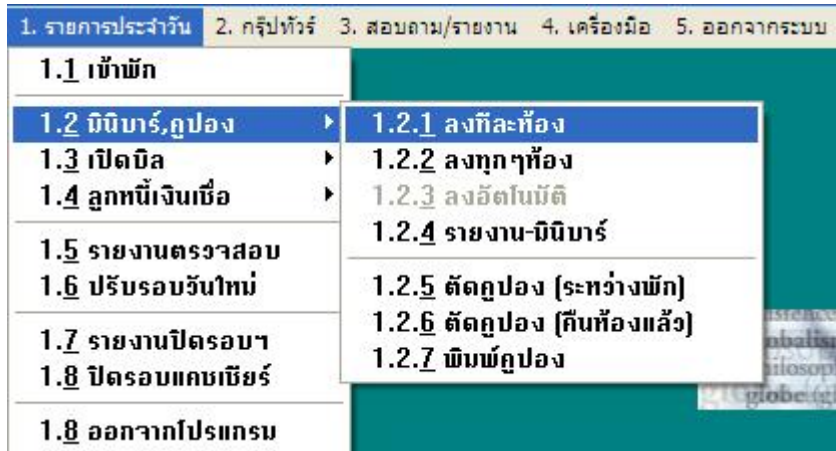 1. รายการประจำวัน 2. กรุ๊ปทัวร์ 3. สอบถาม/รายงาน 4. เครื่องมือ 5. ออกจากระบบ
1.1 เข้าพัก
1.2 มินิบาร์,คูปอง
1.3 เปิดบิล
1.4 ลูกหนี้เงินเชื่อ
1.5 รายงานตรวจสอบ
1.6 ปรับรอบวันใหม่
1.7 รายงานปิดรอบฯ
1.8 ปิดรอบแคชเชียร์
1.8 ออกจากโปรแกรม
1.2.1 ลงทีละห้อง
1.2.2 ลงทุกๆห้อง
1.2.3 ลงอัตโนมัติ
1.2.4 รายงาน-มินิบาร์
1.2.5 ตัดคูปอง (ระหว่างพัก)
1.2.6 ตัดคูปอง (คืนห้องแล้ว)
1.2.7 พิมพ์คูปอง